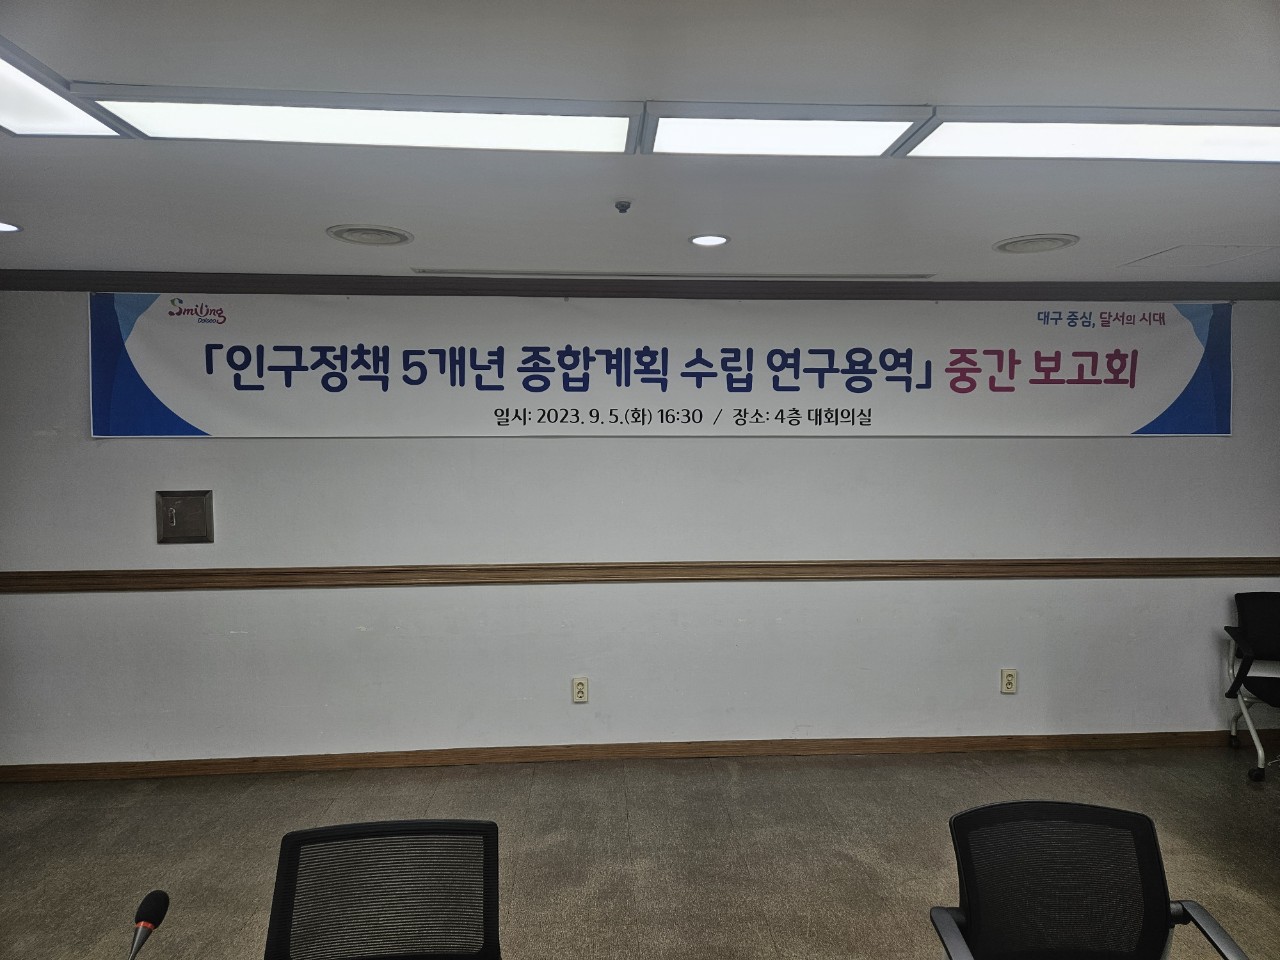 Smiling
Dalseo
대구 중심, 달서의 시대
「인구정책 5개년 종합계획 수립 연구용역」 중간 보고회
일시: 2023. 9. 5.(화) 16:30 / 장소: 4층 대회의실